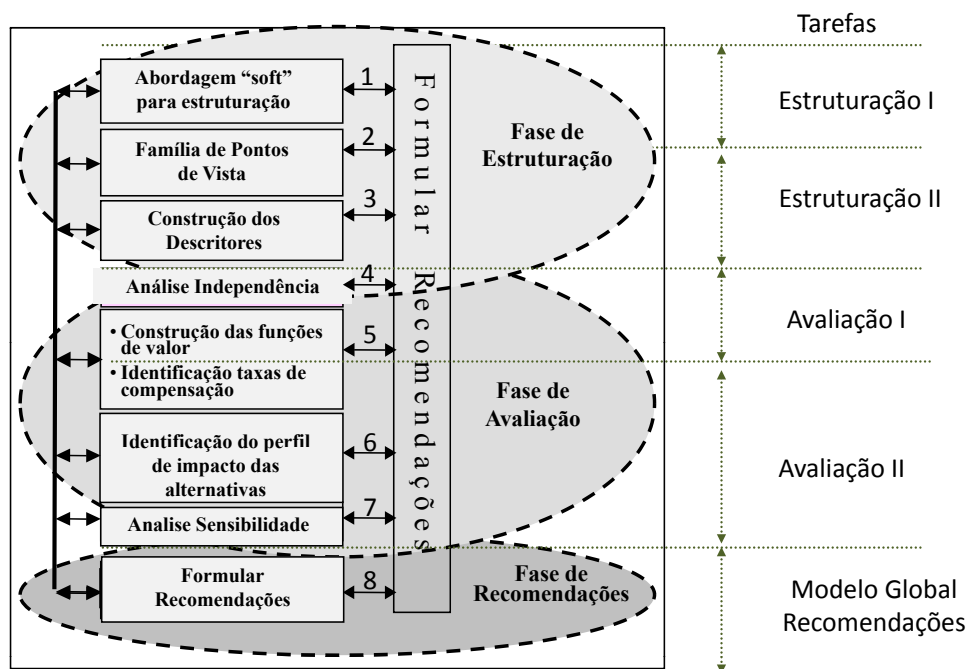 Tarefas
Abordagem “soft”
para estruturação
1
Família de Pontos
de Vista
2
Construção dos
Descritores
3
Análise Independência
4
• Construção das funções
de valor
• Identificação taxas de
compensação
5
Identificação do perfil
de impacto das
alternativas
6
Analise Sensibilidade
7
Formular
Recomendações
8
Formular Recomendações
Fase de
Estruturação
Fase de
Avaliação
Fase de
Recomendações
Estruturação I
Estruturação II
Avaliação I
Avaliação II
Modelo Global
Recomendações